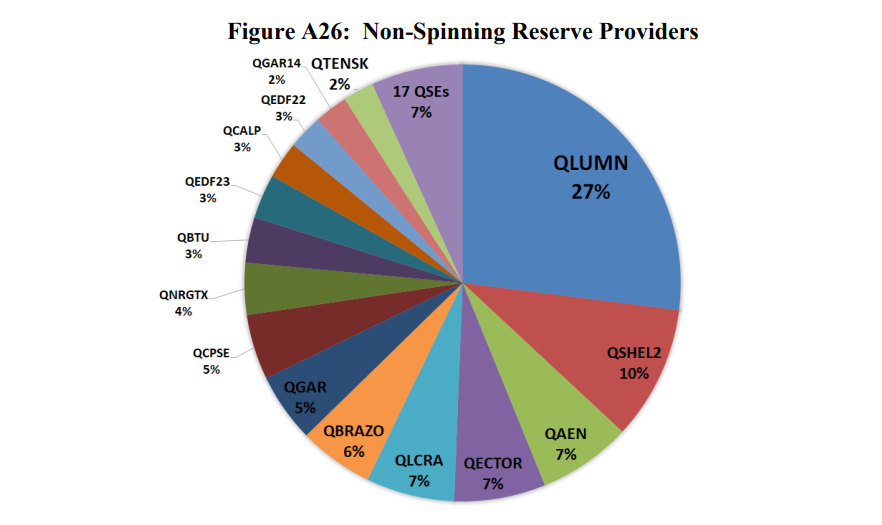 Figure A26:  Non-Spinning Reserve Providers
QLUMN
27%
QSHEL2
10%
QAEN
7%
QECTOR
7%
QLCRA
7%
QBRAZO
6%
QGAR
5%
QCPSE
5%
QNRGTX
4%
QBTU
3%
QEDF23
3%
QCALP
3%
QEDF22
3%
QGAR14
2%
QTENSK
2%
17 QSEs
7%